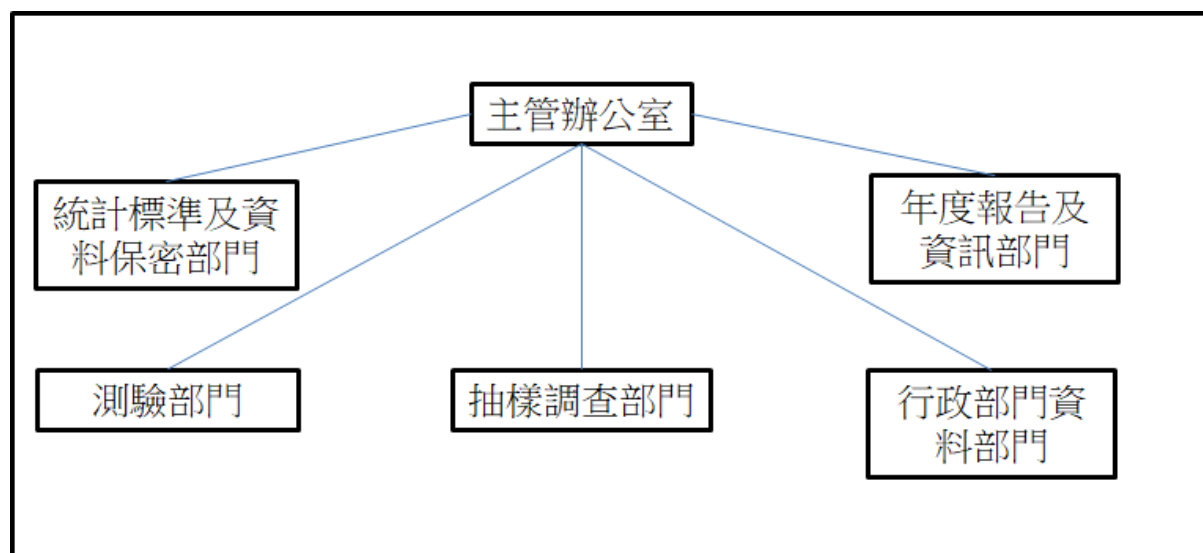 主管辦公室
統計標準及資
料保密部門
年度報告及
資訊部門
測驗部門
抽樣調查部門
行政部門資
料部門